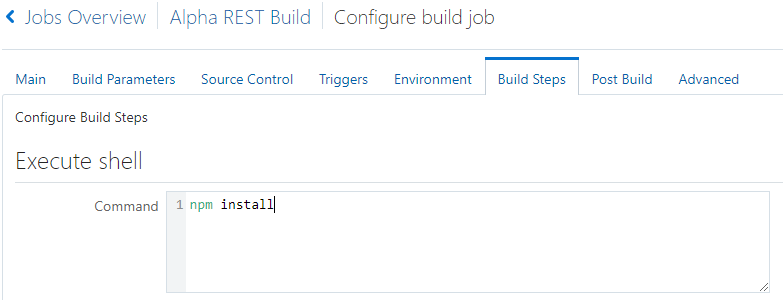 Jobs Overview Alpha REST Build Configure build job
Main Build Parameters Source Control Triggers Environment Build Steps Post Build Advanced
Configure Build Steps
Execute shell
Command 1 npm install